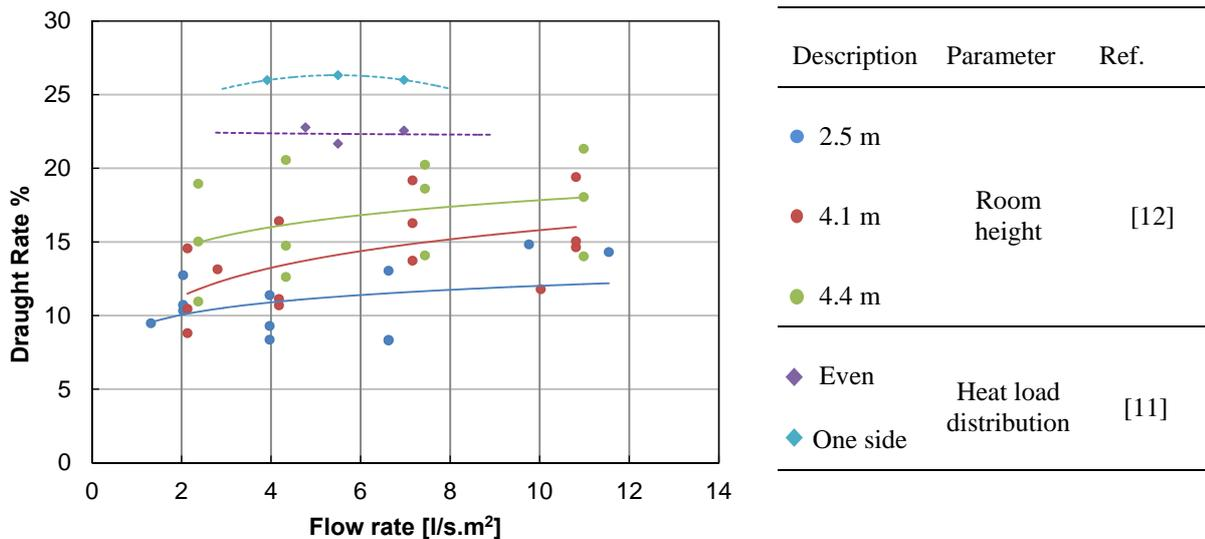 30
25
20
15
10
5
0
Draught Rate %
0 2 4 6 8 10 12 14
Flow rate [l/s.m²]
Description Parameter Ref.
2.5 m
4.1 m
Room
height
[12]
4.4 m
Even
One side
Heat load
distribution
[11]